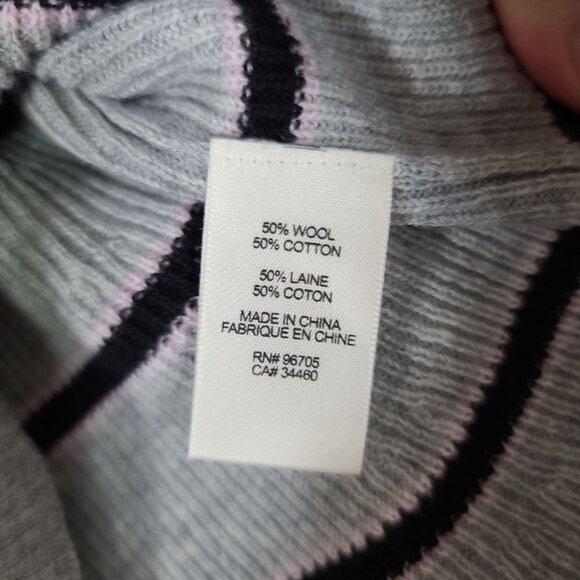 50% WOOL
50% COTTON
50% LAINE
50% COTON
MADE IN CHINA
FABRIQUE EN CHINE
RN# 96705
CA# 34460